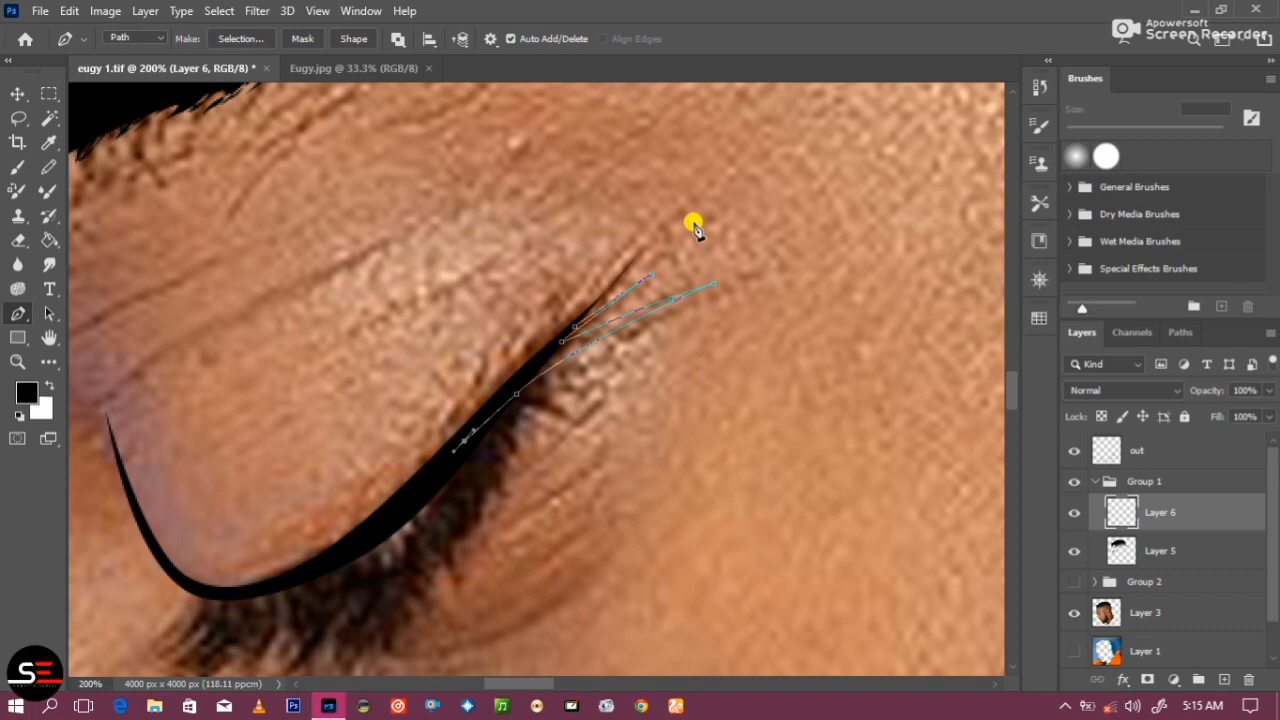 Ps File Edit Image Layer Type Select Filter 3D View Window Help
Apowersoft
Screen Recorder
Path Make: Selection... Mask Shape Auto Add/Delete Align Edges
eugy 1.tif @ 200% (Layer 6, RGB/8) * × Eugy.jpg @ 33.3% (RGB/8) ×
Brushes
Size:
General Brushes
Dry Media Brushes
Wet Media Brushes
Special Effects Brushes
Layers Channels Paths
Kind
Normal Opacity: 100%
Lock: Fill: 100%
out
Group 1
Layer 6
Layer 5
Group 2
Layer 3
Layer 1
SE
200% 4000 px x 4000 px (118.11 ppcm)
5:15 AM